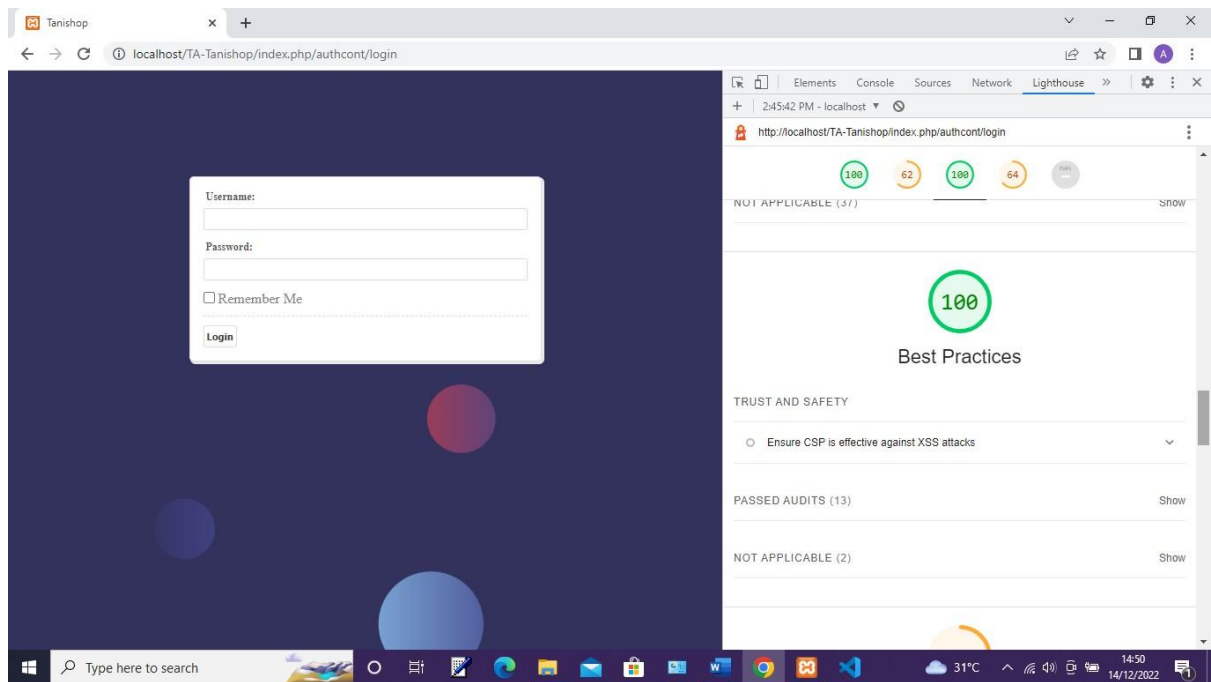 Tanishop
localhost/TA-Tanishop/index.php/authcont/login
A
Username:
Password:
Remember Me
Login
Elements Console Sources Network Lighthouse »
2:45:42 PM - localhost
http://localhost/TA-Tanishop/index.php/authcont/login
100 62 100 64
NOT APPLICABLE (37) Show
100
Best Practices
TRUST AND SAFETY
Ensure CSP is effective against XSS attacks
PASSED AUDITS (13) Show
NOT APPLICABLE (2) Show
Type here to search
31°C
14:50
14/12/2022
1